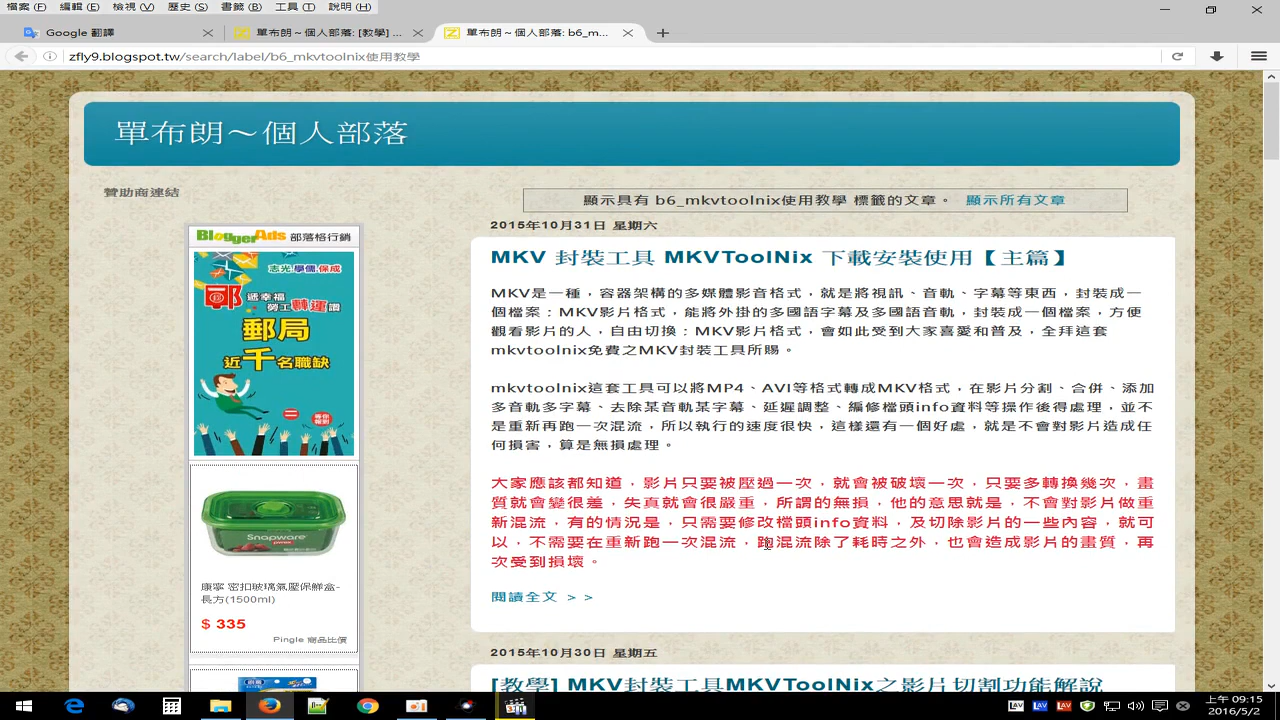 檔案 (F) 編輯 (E) 檢視 (V) 歷史 (S) 書籤 (B) 工具 (T) 說明 (H)
Google 翻譯
單布朗～個人部落: [教學] ...
單布朗～個人部落: b6_m...
zfly9.blogspot.tw/search/label/b6_mkvtoolnix使用教學
單布朗～個人部落
贊助商連結
顯示具有 b6_mkvtoolnix使用教學 標籤的文章。 顯示所有文章
2015年10月31日 星期六
BloggerAds 部落格行銷
志光,學儒,保成
郵局
近千名職缺
MKV 封裝工具 MKVToolNix 下載安裝使用【主篇】
MKV是一種，容器架構的多媒體影音格式，就是將視訊、音軌、字幕等東西，封裝成一
個檔案：MKV影片格式，能將外掛的多國語字幕及多國語音軌，封裝成一個檔案，方便
觀看影片的人，自由切換：MKV影片格式，會如此受到大家喜愛和普及，全拜這套
mkvtoolnix免費之MKV封裝工具所賜。
mkvtoolnix這套工具可以將MP4、AVI等格式轉成MKV格式，在影片分割、合併、添加
多音軌多字幕、去除某音軌某字幕、延遲調整、編修檔頭info資料等操作後得處理，並不
是重新再跑一次混流，所以執行的速度很快，這樣還有一個好處，就是不會對影片造成任
何損害，算是無損處理。
大家應該都知道，影片只要被壓過一次，就會被破壞一次，只要多轉換幾次，畫
質就會變很差，失真就會很嚴重，所謂的無損，他的意思就是，不會對影片做重
新混流，有的情況是，只需要修改檔頭info資料，及切除影片的一些內容，就可
以，不需要在重新跑一次混流，跑混流除了耗時之外，也會造成影片的畫質，再
次受到損壞。
閱讀全文 > >
Snapware
康寧 密扣玻璃氣壓保鮮盒-
長方(1500ml)
$ 335
Pingle 商品比價
2015年10月30日 星期五
[教學] MKV封裝工具MKVToolNix之影片切割功能解說
LAV LAV LAV
上午 09:15
2016/5/2